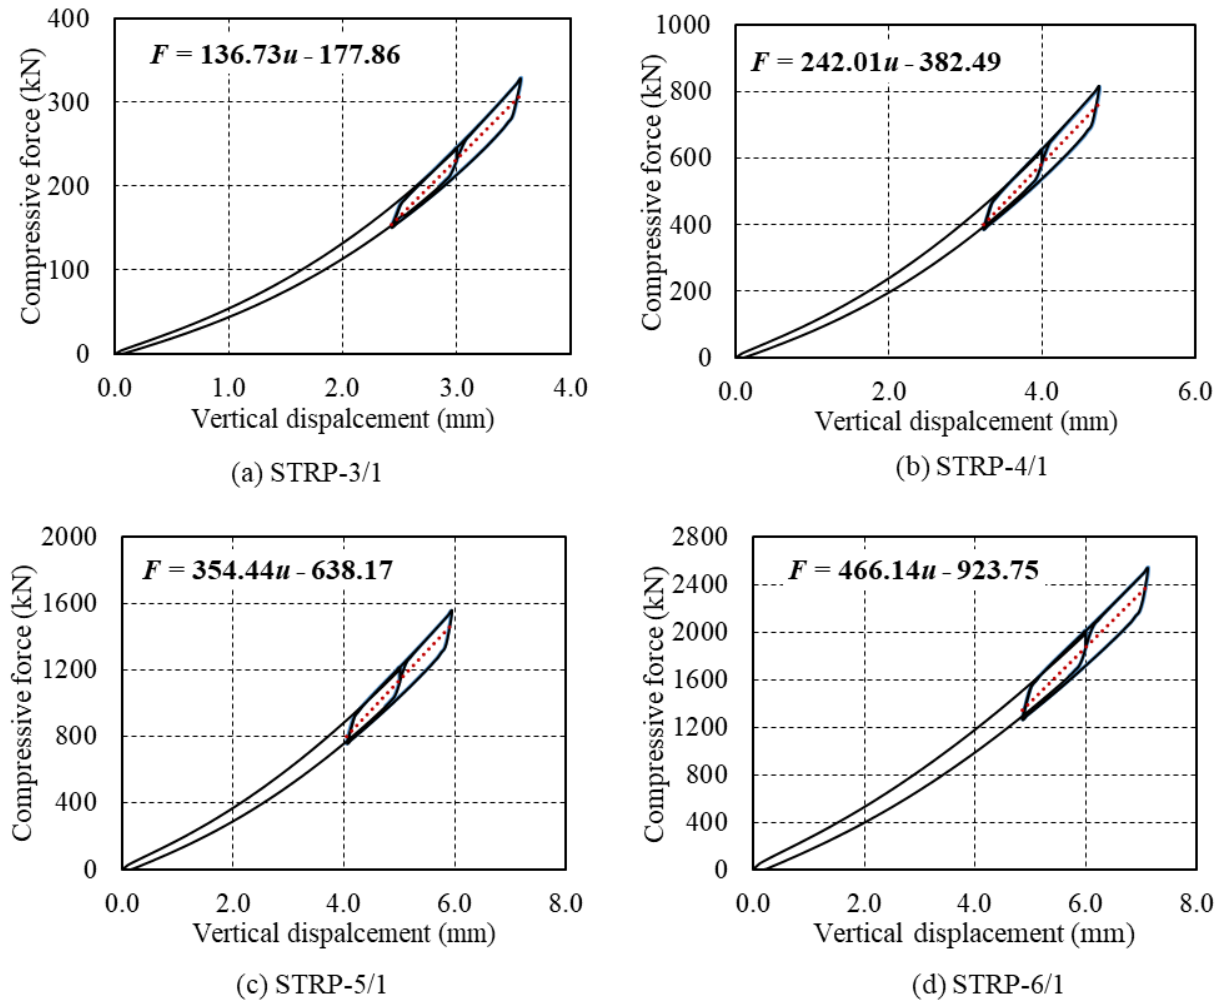 F = 136.73u - 177.86
Compressive force (kN)
400
300
200
100
0
0.0 1.0 2.0 3.0 4.0
Vertical dispalcement (mm)
(a) STRP-3/1
F = 242.01u - 382.49
Compressive force (kN)
1000
800
600
400
200
0
0.0 2.0 4.0 6.0
Vertical dispalcement (mm)
(b) STRP-4/1
F = 354.44u - 638.17
Compressive force (kN)
2000
1600
1200
800
400
0
0.0 2.0 4.0 6.0 8.0
Vertical dispalcement (mm)
(c) STRP-5/1
F = 466.14u - 923.75
Compressive force (kN)
2800
2400
2000
1600
1200
800
400
0
0.0 2.0 4.0 6.0 8.0
Vertical displacement (mm)
(d) STRP-6/1